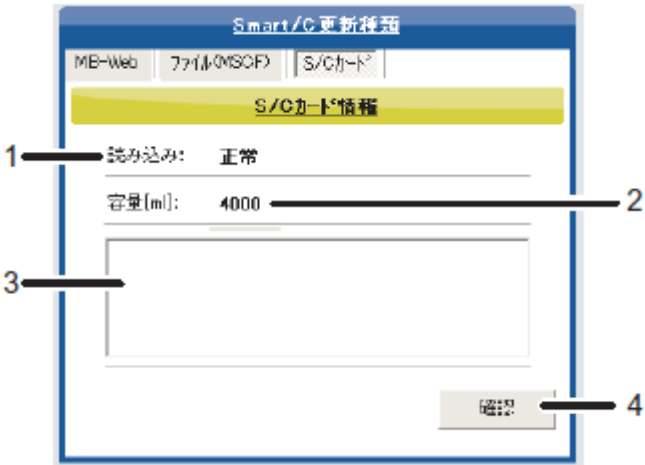 Smart/C更新種類
MB-Web ファイル(MSCF) S/Cカード
S/Cカード情報
1 読み込み: 正常
容量[ml]: 4000 2
3
確認 4